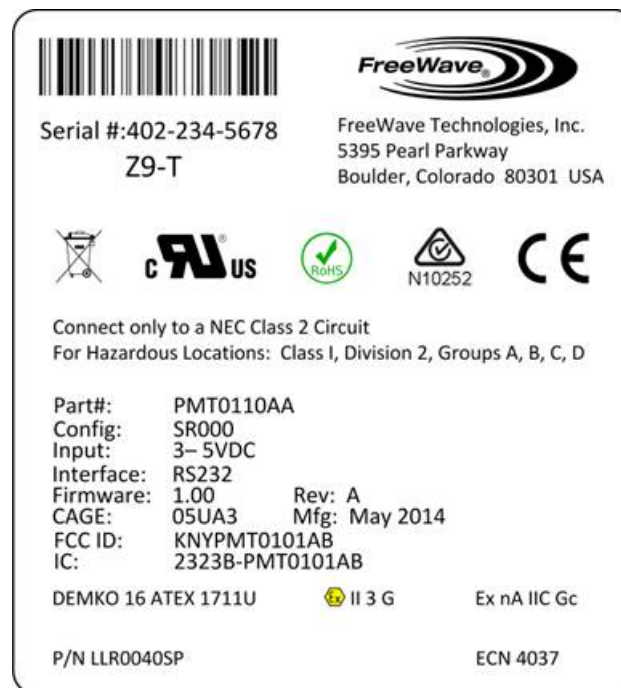 FreeWave®
Serial #:402-234-5678
Z9-T
FreeWave Technologies, Inc.
5395 Pearl Parkway
Boulder, Colorado 80301 USA
C RU® US
RoHS
N10252
CE
Connect only to a NEC Class 2 Circuit
For Hazardous Locations: Class I, Division 2, Groups A, B, C, D
Part#: PMT0110AA
Config: SR000
Input: 3– 5VDC
Interface: RS232
Firmware: 1.00 Rev: A
CAGE: 05UA3 Mfg: May 2014
FCC ID: KNYPMT0101AB
IC: 2323B-PMT0101AB
DEMKO 16 ATEX 1711U Ex II 3 G Ex nA IIC Gc
P/N LLR0040SP ECN 4037